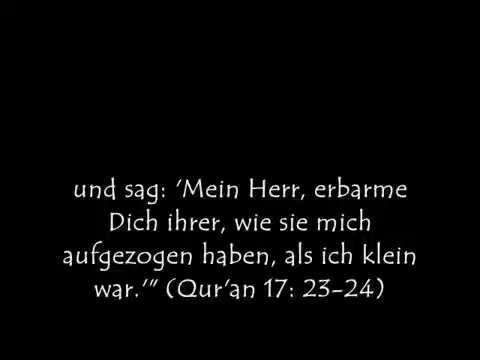 und sag: 'Mein Herr, erbarme
Dich ihrer, wie sie mich
aufgezogen haben, als ich klein
war.'" (Qur'an 17: 23-24)